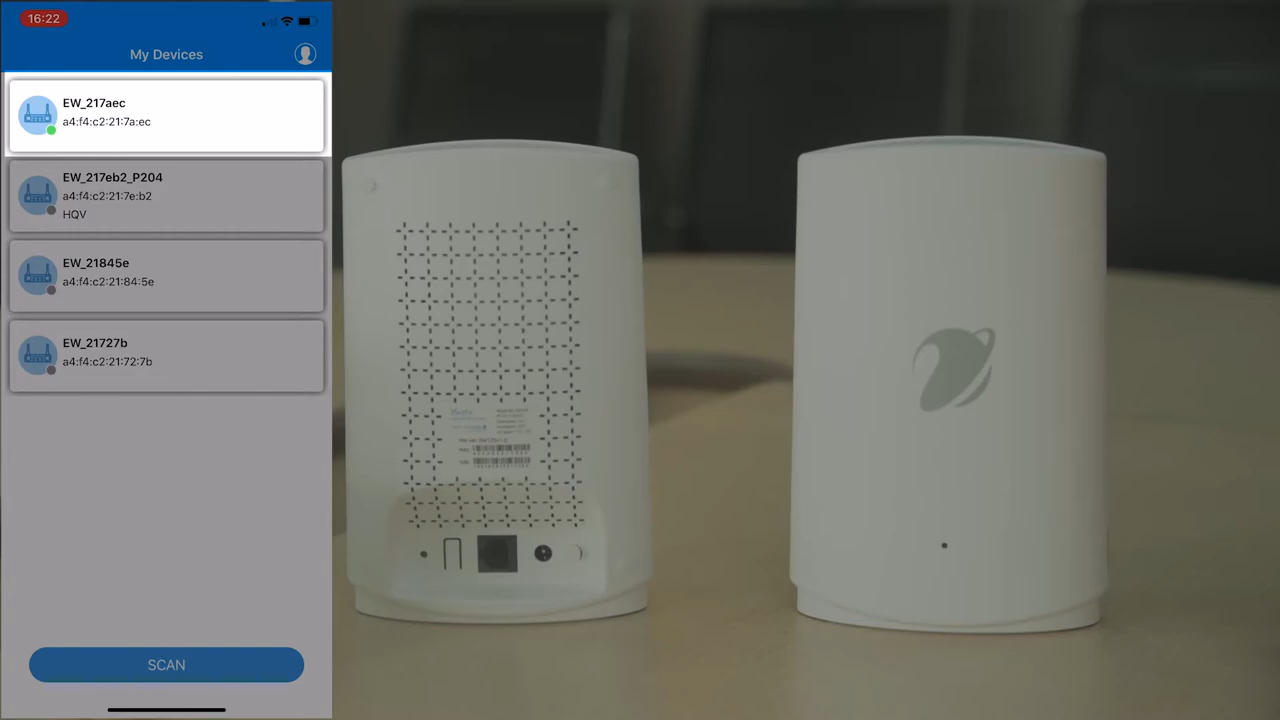 16:22
My Devices
EW_217aec
a4:f4:c2:21:7a:ec
EW_217eb2_P204
a4:f4:c2:21:7e:b2
HQV
EW_21845e
a4:f4:c2:21:84:5e
EW_21727b
a4:f4:c2:21:72:7b
SCAN